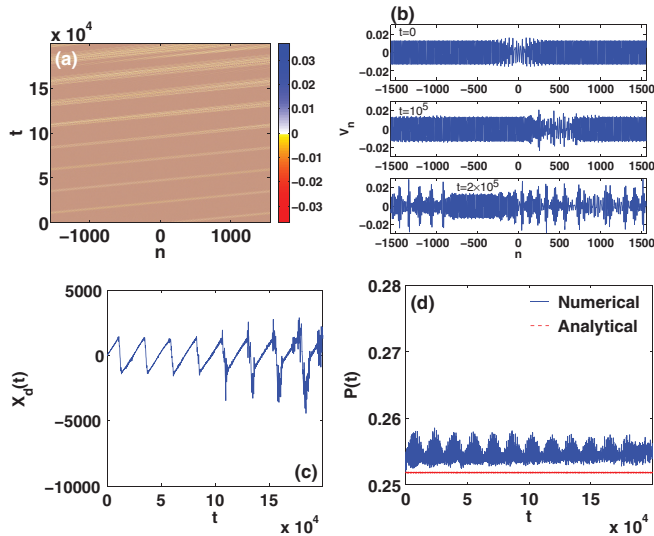 x 10^4
(a)
15
10
5
0
t
−1000 0 1000
n
0.03
0.02
0.01
0
−0.01
−0.02
−0.03
(b)
t=0
0.02
0
−0.02
−1500 −1000 −500 0 500 1000 1500
t=10^5
0.02
0
−0.02
v_n
−1500 −1000 −500 0 500 1000 1500
t=2×10^5
0.02
0
−0.02
−1500 −1000 −500 0 500 1000 1500
n
5000
0
−5000
−10000
X_d(t)
(c)
0 5 10 15
t
x 10^4
(d)
0.28
0.27
0.26
0.25
P(t)
Numerical
Analytical
0 5 10 15
t
x 10^4